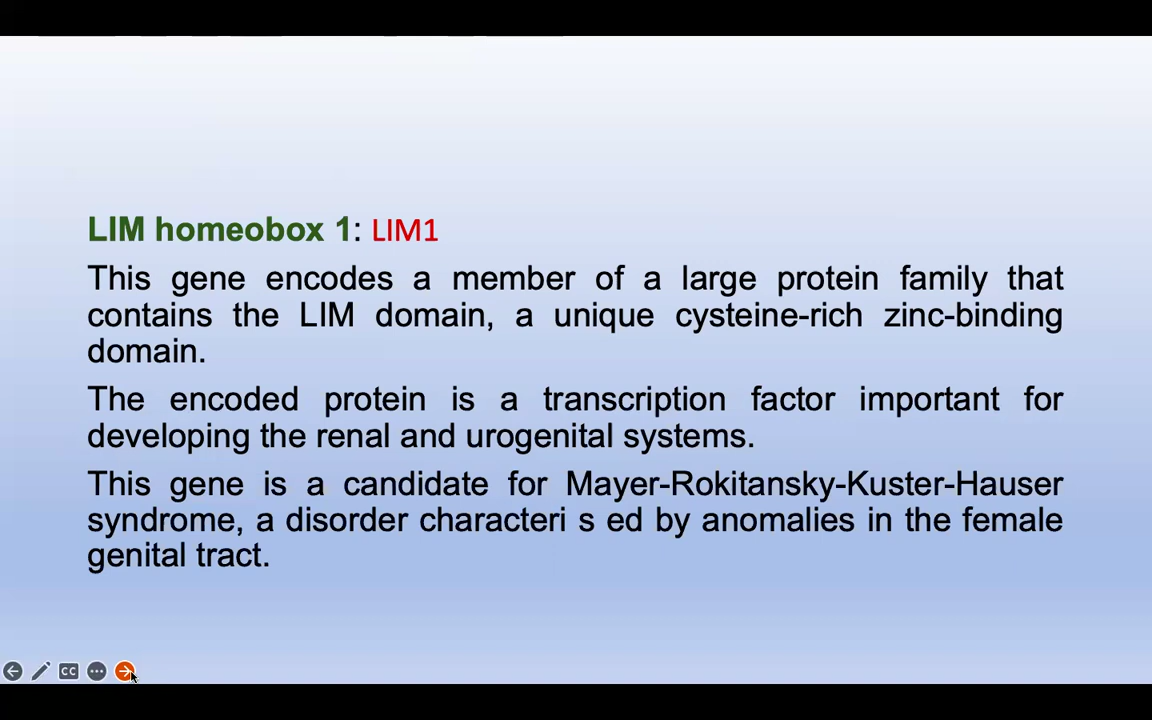 LIM homeobox 1: LIM1
This gene encodes a member of a large protein family that
contains the LIM domain, a unique cysteine-rich zinc-binding
domain.
The encoded protein is a transcription factor important for
developing the renal and urogenital systems.
This gene is a candidate for Mayer-Rokitansky-Kuster-Hauser
syndrome, a disorder characteri s ed by anomalies in the female
genital tract.
CC